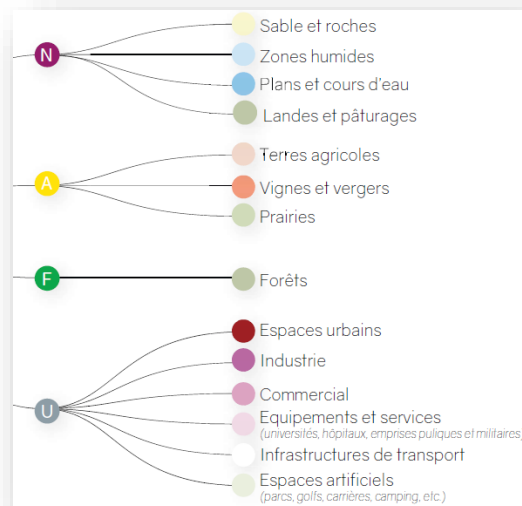 Sable et roches
N
Zones humides
Plans et cours d'eau
Landes et pâturages
Terres agricoles
A
Vignes et vergers
Prairies
F
Forêts
Espaces urbains
Industrie
Commercial
U
Equipements et services
(universités, hôpitaux, emprises puliques et militaires)
Infrastructures de transport
Espaces artificiels
(parcs, golfs, carrières, camping, etc.)